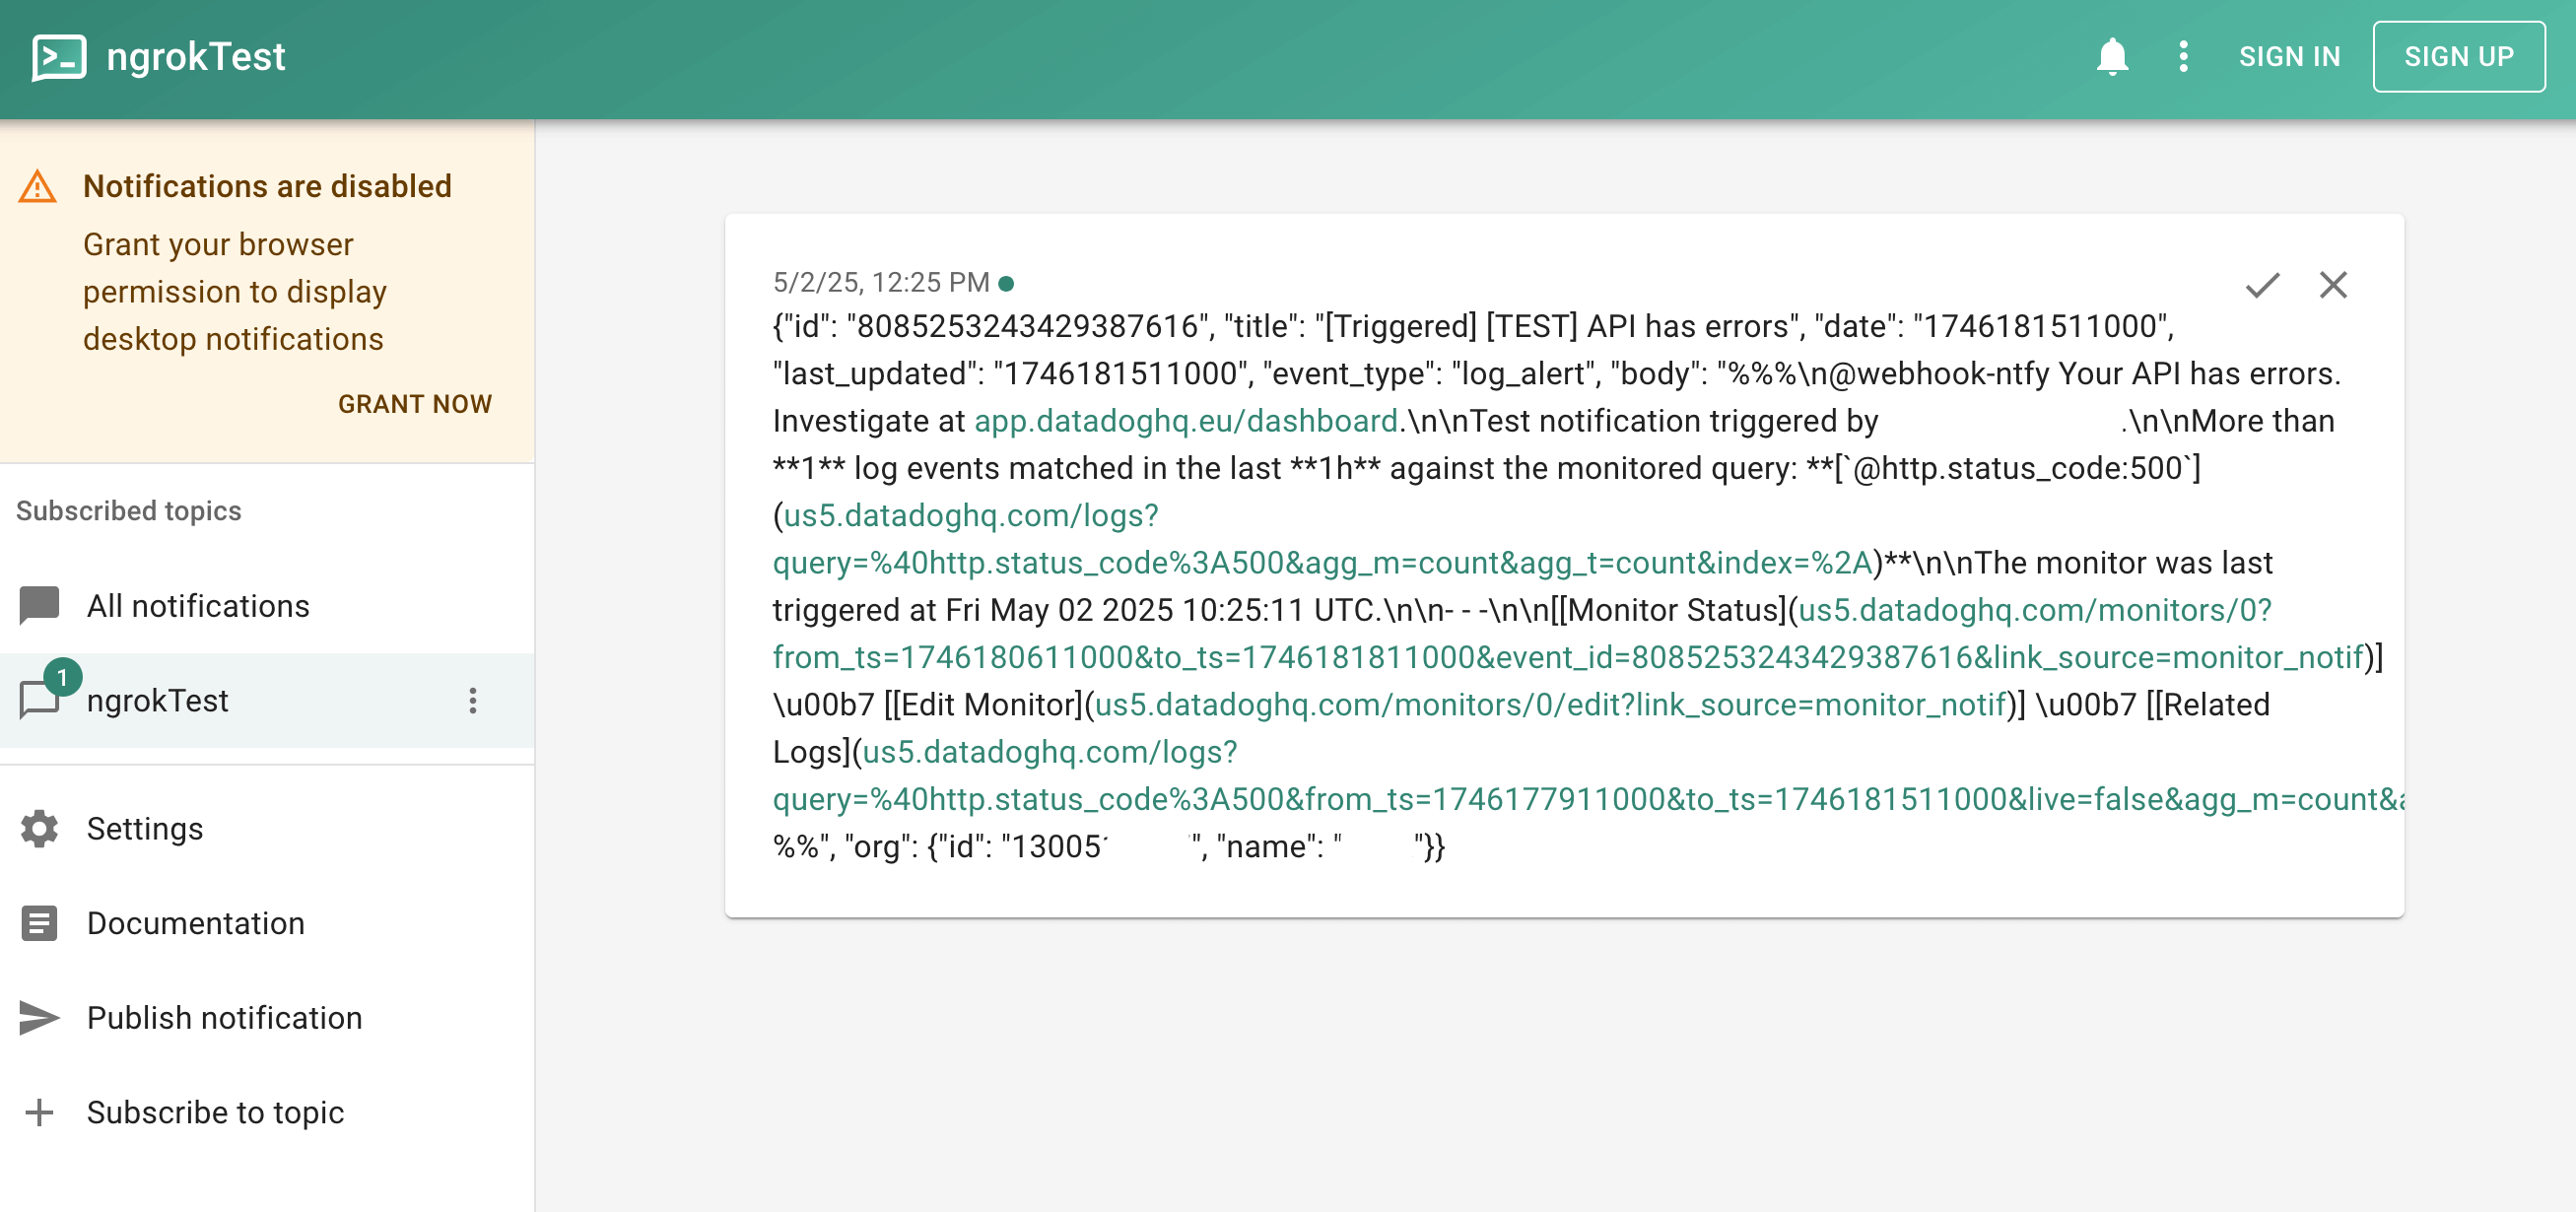 ngrokTest
SIGN IN
SIGN UP
Notifications are disabled
Grant your browser
permission to display
desktop notifications
GRANT NOW
Subscribed topics
All notifications
1
ngrokTest
Settings
Documentation
Publish notification
Subscribe to topic
5/2/25, 12:25 PM
{"id": "8085253243429387616", "title": "[Triggered] [TEST] API has errors", "date": "1746181511000",
"last_updated": "1746181511000", "event_type": "log_alert", "body": "%%%\n@webhook-ntfy Your API has errors.
Investigate at app.datadoghq.eu/dashboard.\n\nTest notification triggered by .\n\nMore than
**1** log events matched in the last **1h** against the monitored query: **[`@http.status_code:500`]
(us5.datadoghq.com/logs?
query=%40http.status_code%3A500&agg_m=count&agg_t=count&index=%2A)**\n\nThe monitor was last
triggered at Fri May 02 2025 10:25:11 UTC.\n\n- - -\n\n[[Monitor Status](us5.datadoghq.com/monitors/0?
from_ts=1746180611000&to_ts=1746181811000&event_id=8085253243429387616&link_source=monitor_notif)]
\u00b7 [[Edit Monitor](us5.datadoghq.com/monitors/0/edit?link_source=monitor_notif)] \u00b7 [[Related
Logs](us5.datadoghq.com/logs?
query=%40http.status_code%3A500&from_ts=1746177911000&to_ts=1746181511000&live=false&agg_m=count&
%%", "org": {"id": "13005 ", "name": " "}}